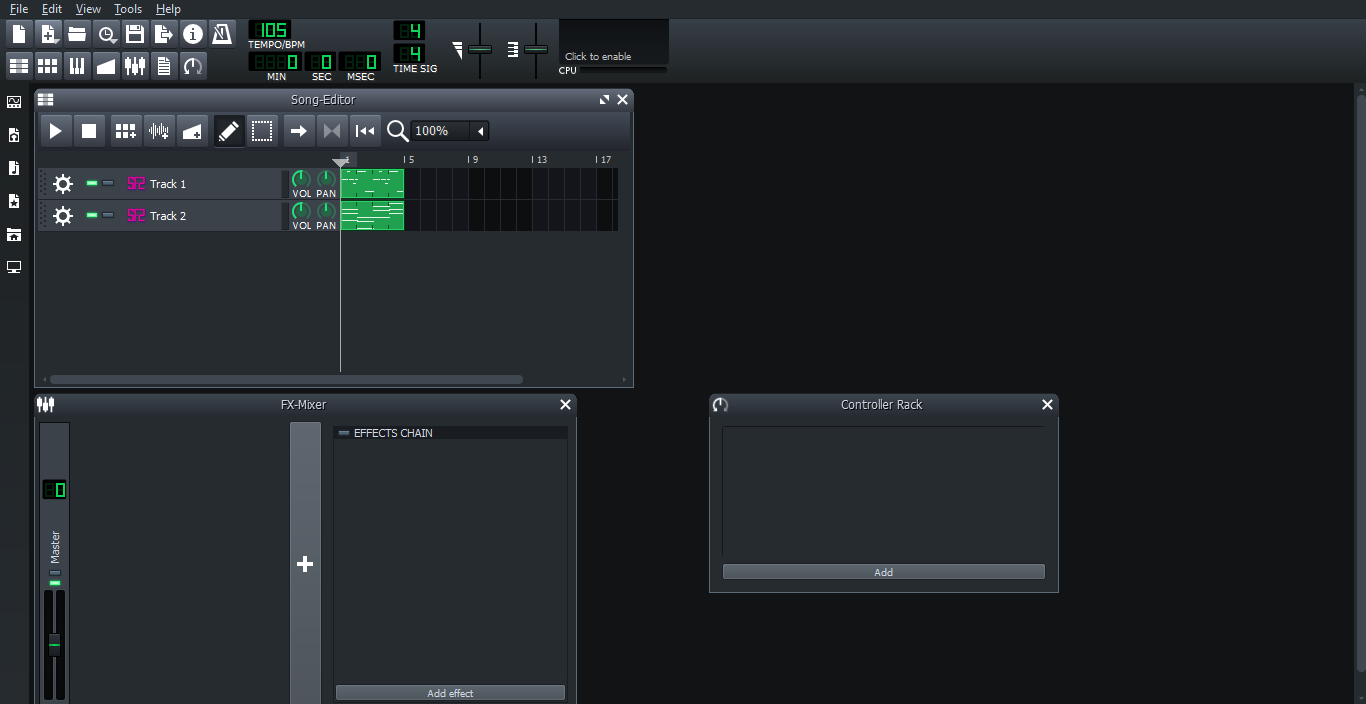 File Edit View Tools Help
105
TEMPO/BPM
0 0 0
MIN SEC MSEC
4
4
TIME SIG
Click to enable
CPU
Song-Editor
100%
1 5 9 13 17
Track 1
VOL PAN
Track 2
VOL PAN
FX-Mixer
0
Master
EFFECTS CHAIN
Add effect
Controller Rack
Add